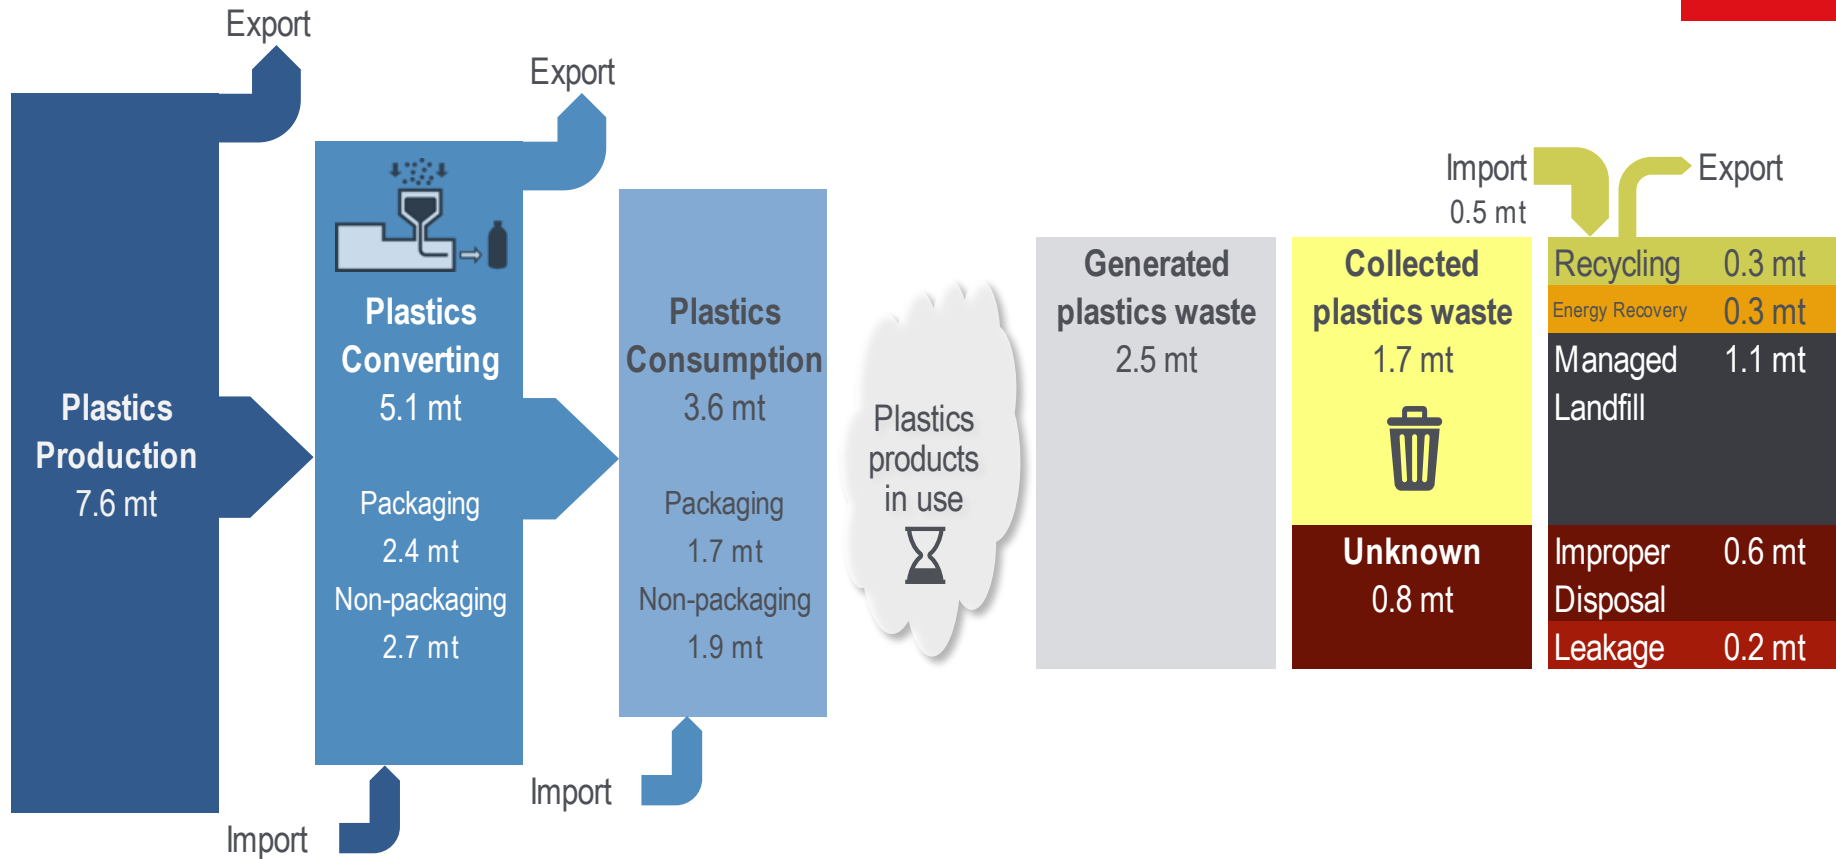 Export
Export
Import
0.5 mt
Export
Plastics
Production
7.6 mt
Plastics
Converting
5.1 mt
Packaging
2.4 mt
Non-packaging
2.7 mt
Plastics
Consumption
3.6 mt
Packaging
1.7 mt
Non-packaging
1.9 mt
Import
Import
Plastics
products
in use
Generated
plastics waste
2.5 mt
Collected
plastics waste
1.7 mt
Unknown
0.8 mt
Recycling 0.3 mt
Energy Recovery 0.3 mt
Managed 1.1 mt
Landfill
Improper 0.6 mt
Disposal
Leakage 0.2 mt